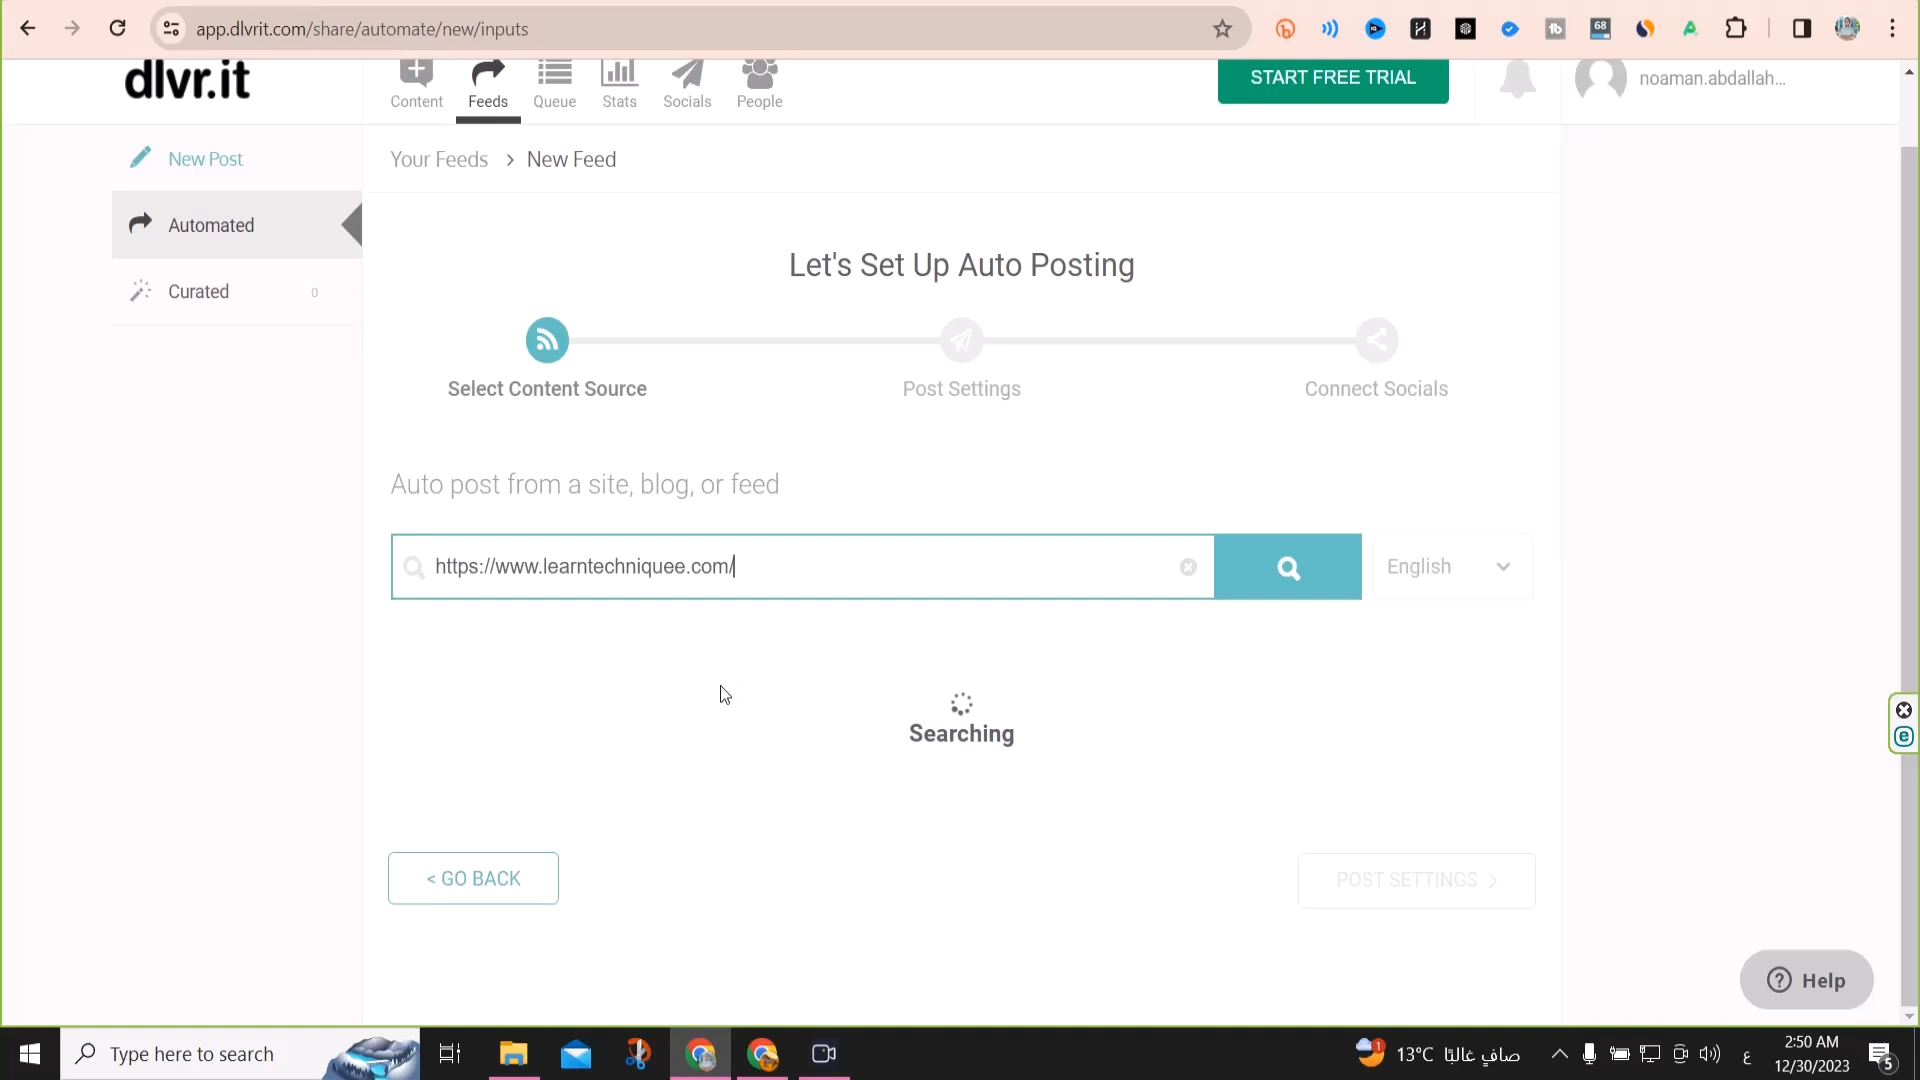 app.dlvrit.com/share/automate/new/inputs
68
dlvr.it
Content
Feeds
Queue
Stats
Socials
People
START FREE TRIAL
noaman.abdallah...
New Post
Automated
Curated
0
Your Feeds > New Feed
Let's Set Up Auto Posting
Select Content Source
Post Settings
Connect Socials
Auto post from a site, blog, or feed
https://www.learntechniquee.com/
English
Searching
< GO BACK
POST SETTINGS >
Help
Type here to search
1
13°C صافٍ غالبًا
ع
2:50 AM
12/30/2023
5